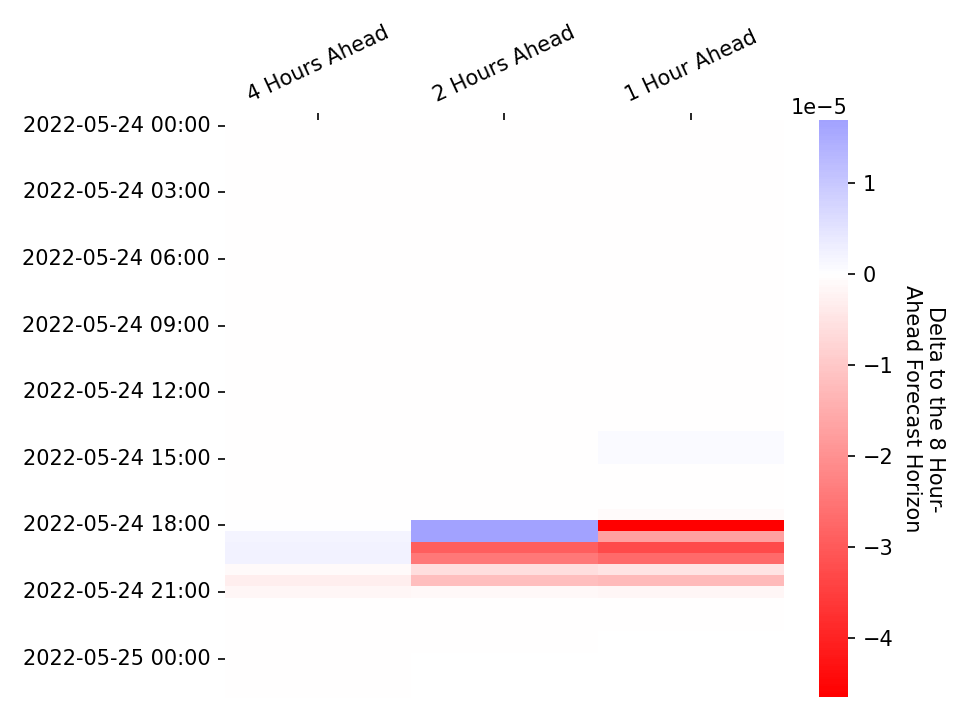 4 Hours Ahead
2 Hours Ahead
1 Hour Ahead
1e−5
2022-05-24 00:00
2022-05-24 03:00
2022-05-24 06:00
2022-05-24 09:00
2022-05-24 12:00
2022-05-24 15:00
2022-05-24 18:00
2022-05-24 21:00
2022-05-25 00:00
1
0
−1
−2
−3
−4
Delta to the 8 Hour-
Ahead Forecast Horizon